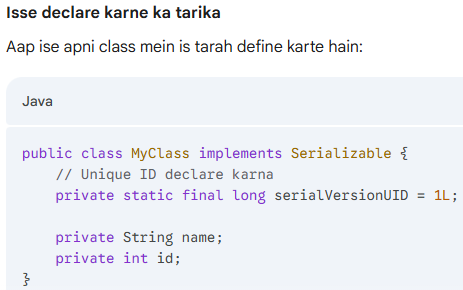 Isse declare karne ka tarika
Aap ise apni class mein is tarah define karte hain:
Java
public class MyClass implements Serializable {
    // Unique ID declare karna
    private static final long serialVersionUID = 1L;
    private String name;
    private int id;
}